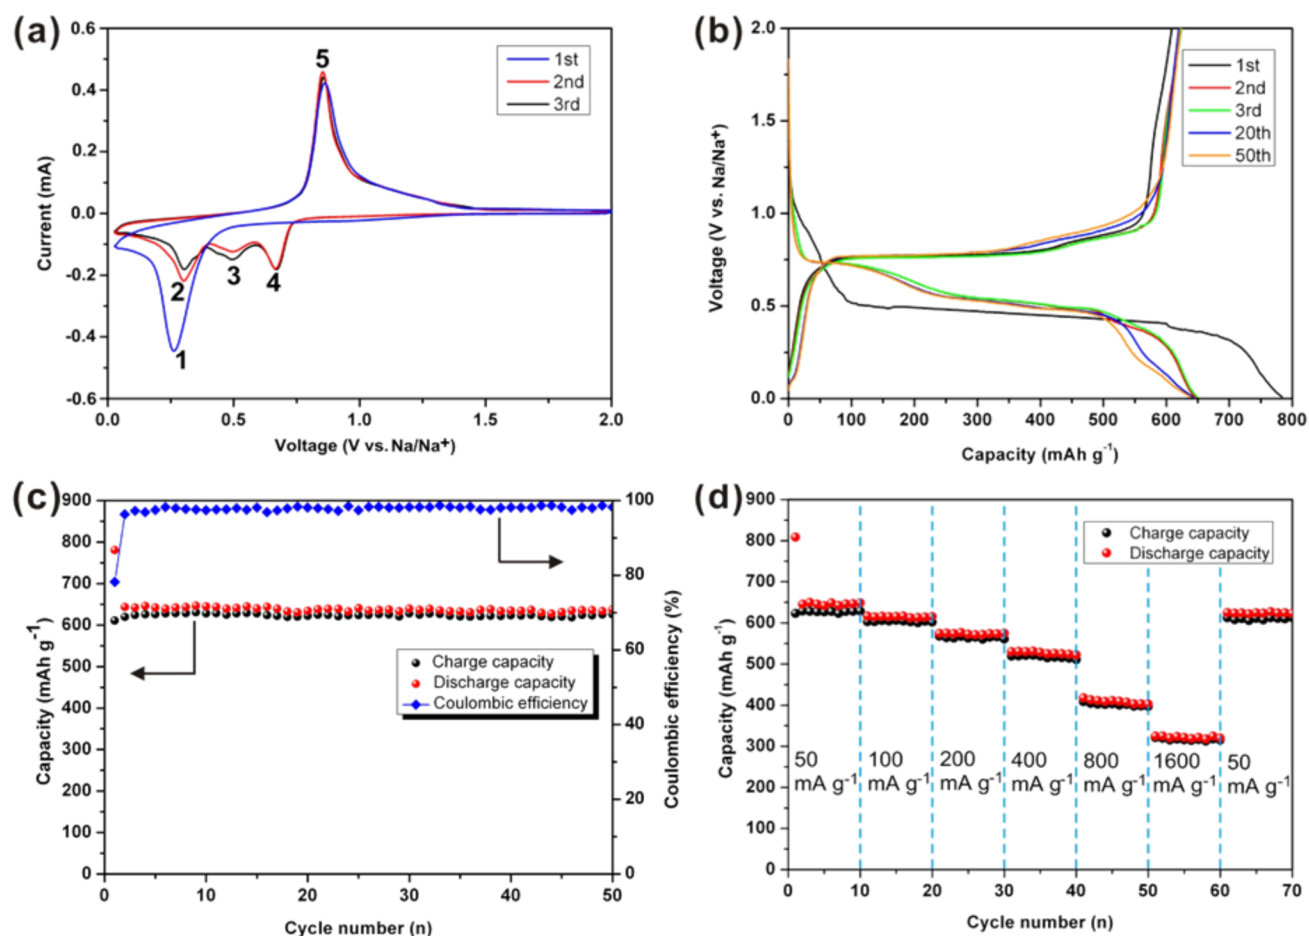 (a)
0.6
0.4
0.2
0.0
-0.2
-0.4
-0.6
Current (mA)
0.0
0.5
1.0
1.5
2.0
Voltage (V vs. Na/Na⁺)
1st
2nd
3rd
5
2
3
4
1
(b)
2.0
1.5
1.0
0.5
0.0
Voltage (V vs. Na/Na⁺)
0
100
200
300
400
500
600
700
800
Capacity (mAh g⁻¹)
1st
2nd
3rd
20th
50th
(c)
900
800
700
600
500
400
300
200
100
0
Capacity (mAh g⁻¹)
100
80
60
40
20
0
Coulombic efficiency (%)
Charge capacity
Discharge capacity
Coulombic efficiency
0
10
20
30
40
50
Cycle number (n)
(d)
900
800
700
600
500
400
300
200
100
0
Capacity (mAh g⁻¹)
Charge capacity
Discharge capacity
50
mA g⁻¹
100
mA g⁻¹
200
mA g⁻¹
400
mA g⁻¹
800
mA g⁻¹
1600
mA g⁻¹
50
mA g⁻¹
0
10
20
30
40
50
60
70
Cycle number (n)